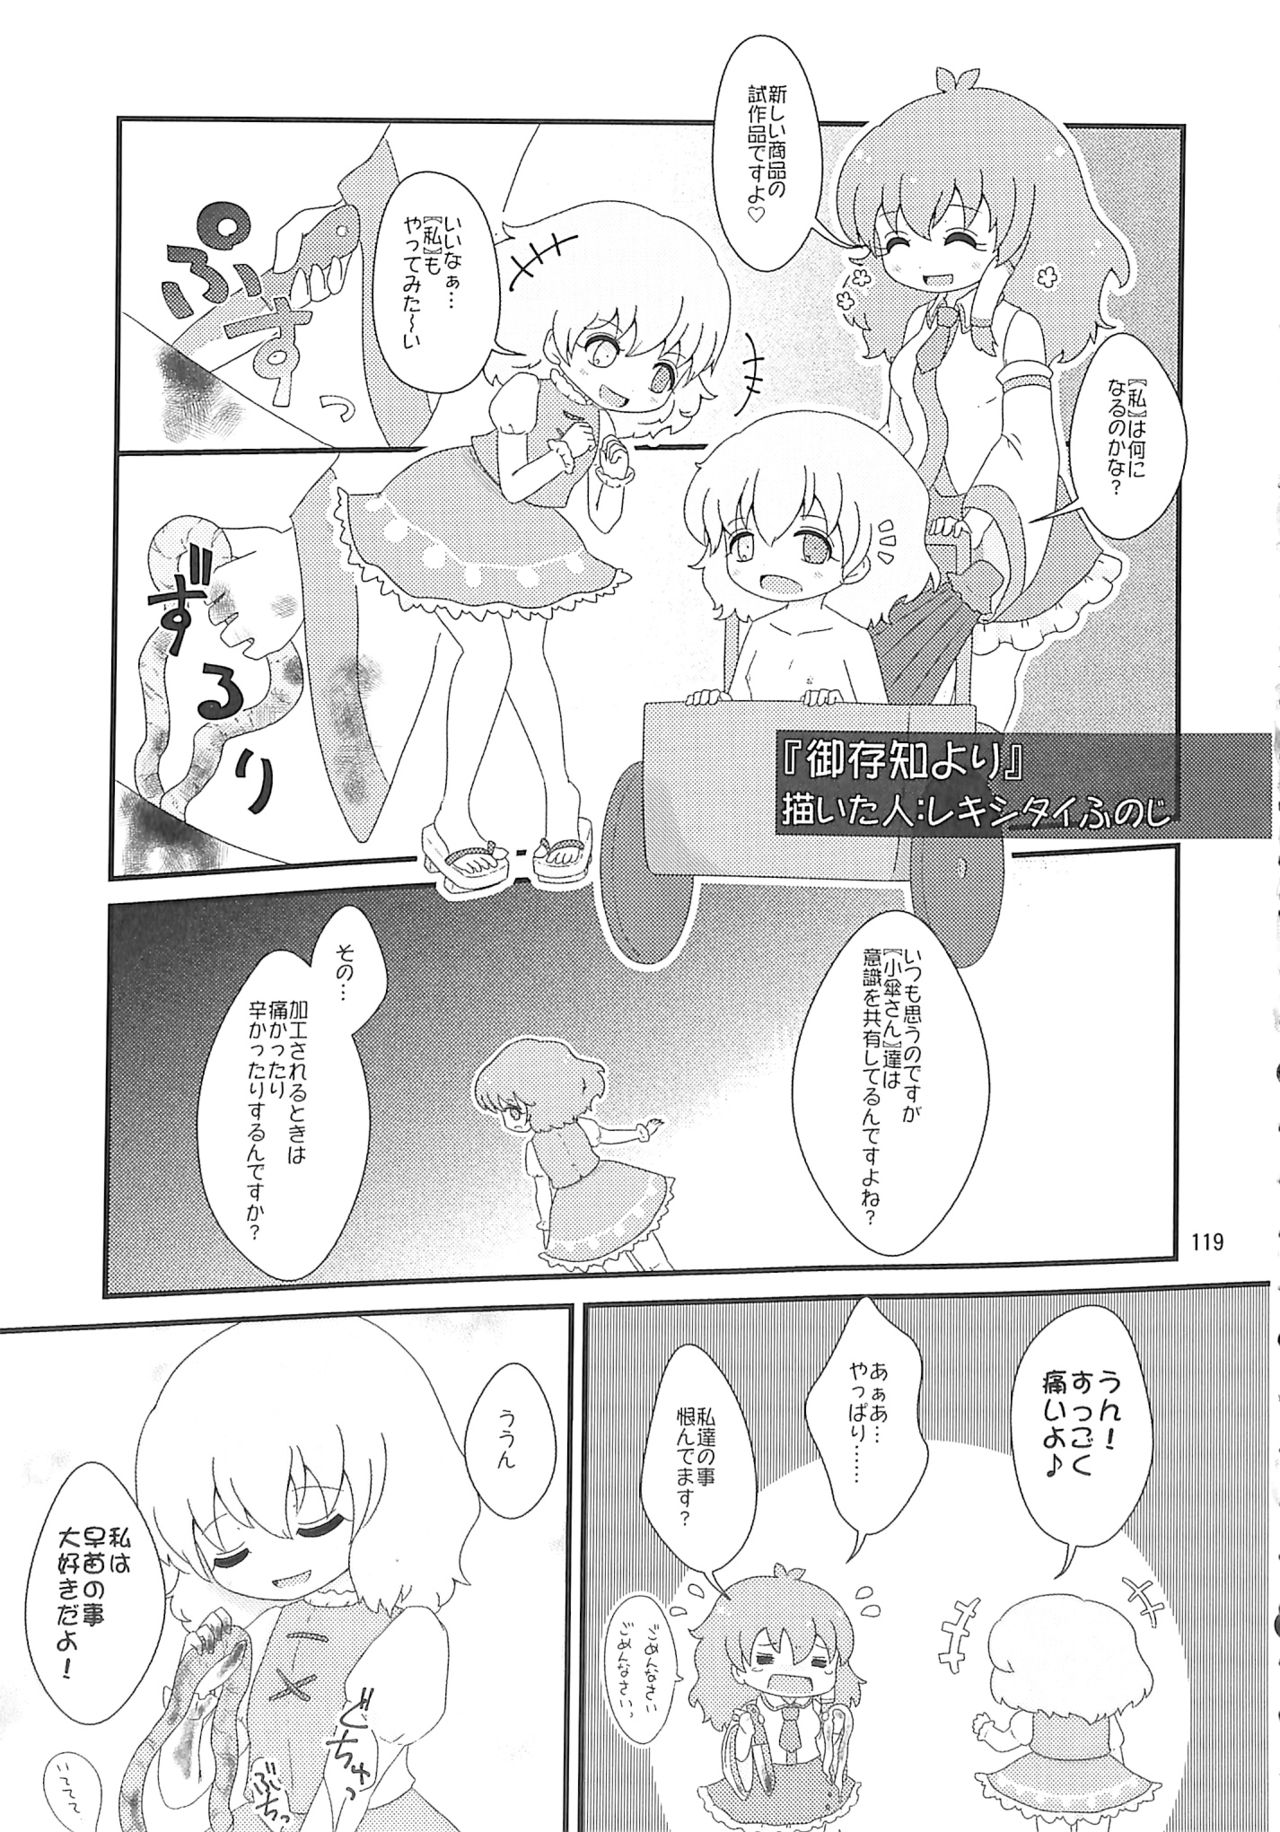 新しい商品の
試作品ですよ♡
【私】は何に
なるのかな?
いいなぁ…
【私】も
やってみた〜い
ぷすっ
ずるり
『御存知より』
描いた人:レキシタイふのじ
いつも思うのですが
【小傘さん】達は
意識を共有してるんですよね?
その…
加工されるときは
痛かったり
辛かったりするんですか?
119
うん!
すっごく
痛いよ♪
あぁあ…
やっぱり……
私達の事
恨んでます?
ごめんなさい
ごめんなさい
ううん
私は
早苗の事
大好きだよ!
どちゅっ
ぶちっ
いててて